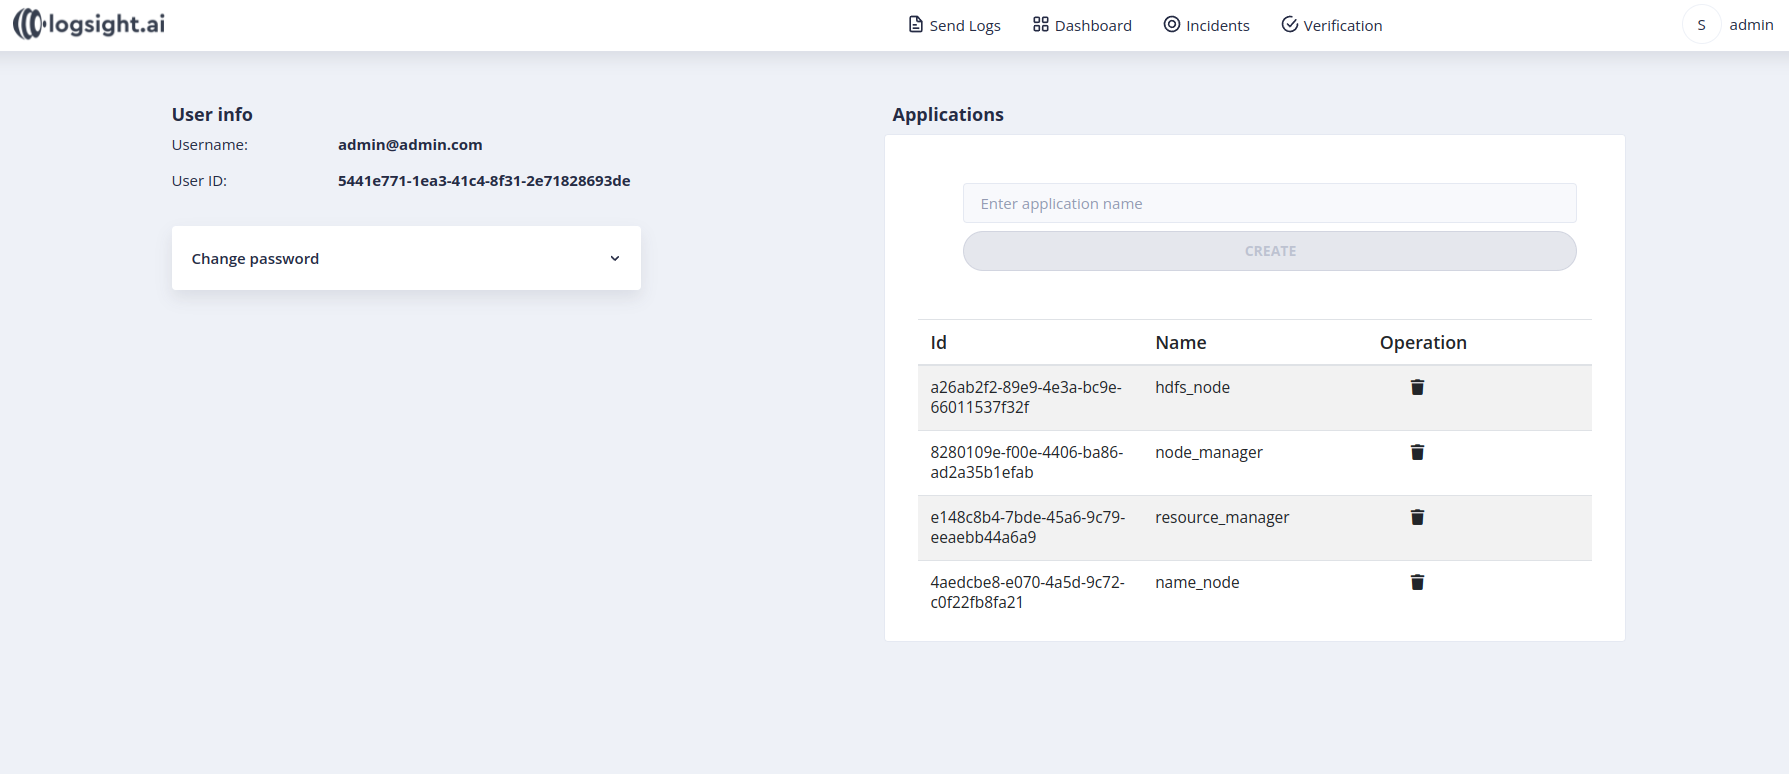 logsight.ai
Send Logs
Dashboard
Incidents
Verification
S
admin
User info
Username:
admin@admin.com
User ID:
5441e771-1ea3-41c4-8f31-2e71828693de
Change password
Applications
Enter application name
CREATE
Id
Name
Operation
a26ab2f2-89e9-4e3a-bc9e-
66011537f32f
hdfs_node
8280109e-f00e-4406-ba86-
ad2a35b1efab
node_manager
e148c8b4-7bde-45a6-9c79-
eeaebb44a6a9
resource_manager
4aedcbe8-e070-4a5d-9c72-
c0f22fb8fa21
name_node